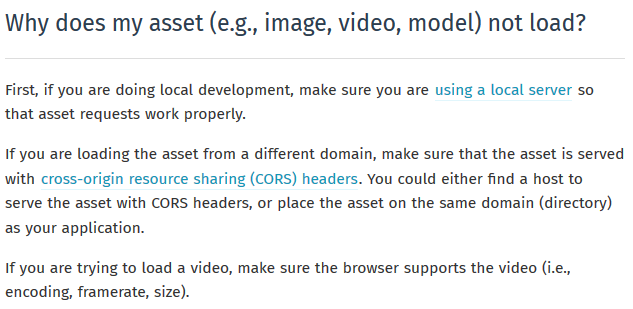 Why does my asset (e.g., image, video, model) not load?
First, if you are doing local development, make sure you are using a local server so
that asset requests work properly.
If you are loading the asset from a different domain, make sure that the asset is served
with cross-origin resource sharing (CORS) headers. You could either find a host to
serve the asset with CORS headers, or place the asset on the same domain (directory)
as your application.
If you are trying to load a video, make sure the browser supports the video (i.e.,
encoding, framerate, size).